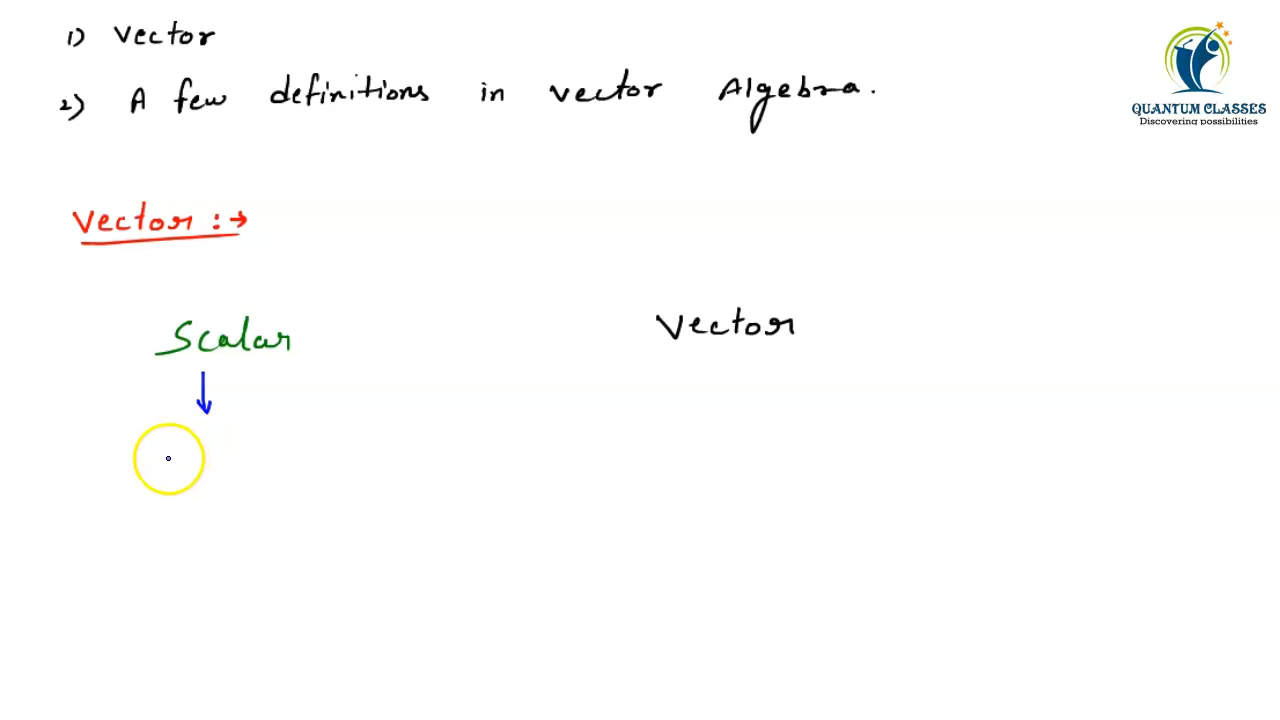 1) Vector
2) A few definitions in vector Algebra.
QUANTUM CLASSES
Discovering possibilities
Vector :→
Scalar
Vector